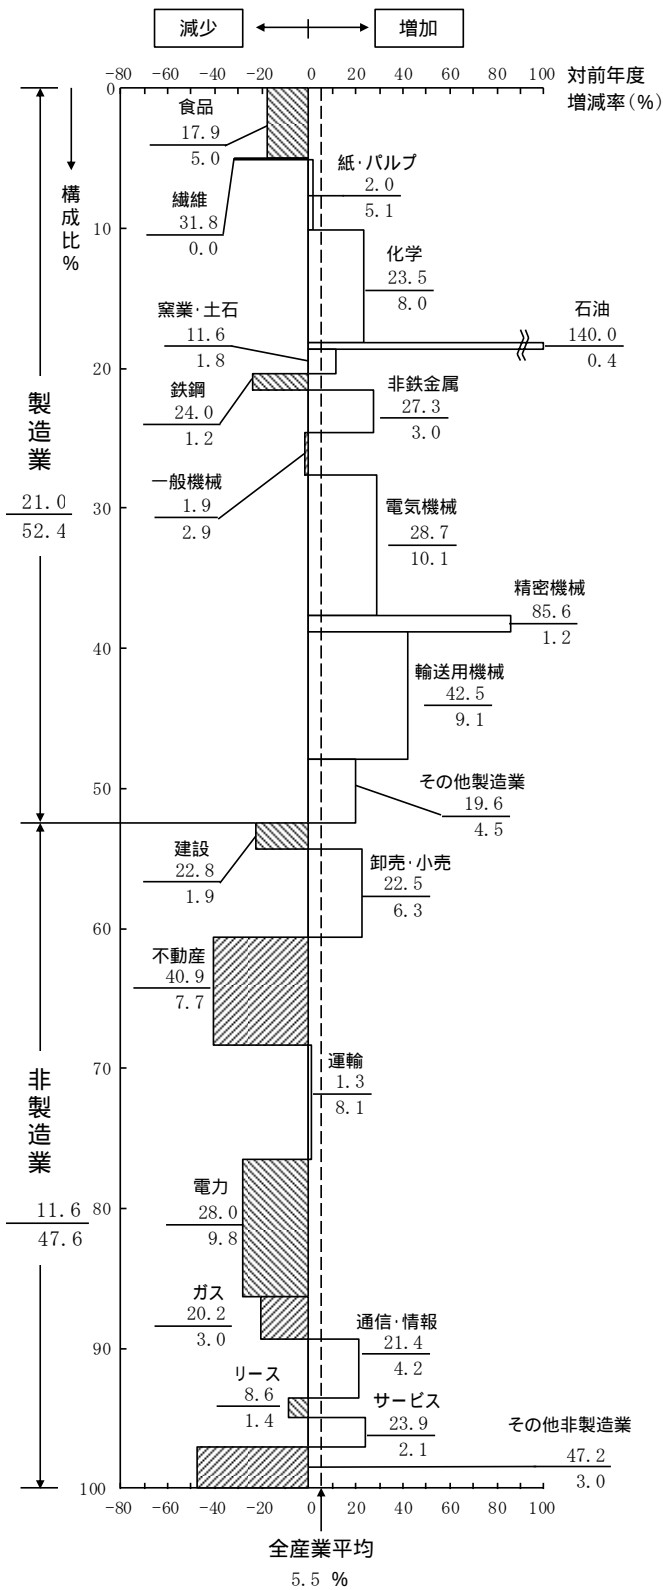 減少 増加
-80 -60 -40 -20 0 20 40 60 80 100 対前年度
増減率(%)
0
構成比%
食品
17.9
5.0
紙・パルプ
2.0
5.1
繊維
31.8
0.0
10
化学
23.5
8.0
窯業・土石
11.6
1.8
石油
140.0
0.4
20
鉄鋼
24.0
1.2
非鉄金属
27.3
3.0
製造業
21.0
52.4
一般機械
1.9
2.9
30
電気機械
28.7
10.1
精密機械
85.6
1.2
40
輸送用機械
42.5
9.1
その他製造業
19.6
4.5
50
建設
22.8
1.9
卸売・小売
22.5
6.3
60
不動産
40.9
7.7
70
運輸
1.3
8.1
非製造業
11.6
47.6
電力
28.0
9.8
80
ガス
20.2
3.0
通信・情報
21.4
4.2
90
リース
8.6
1.4
サービス
23.9
2.1
その他非製造業
47.2
3.0
100
-80 -60 -40 -20 0 20 40 60 80 100
全産業平均
5.5 %